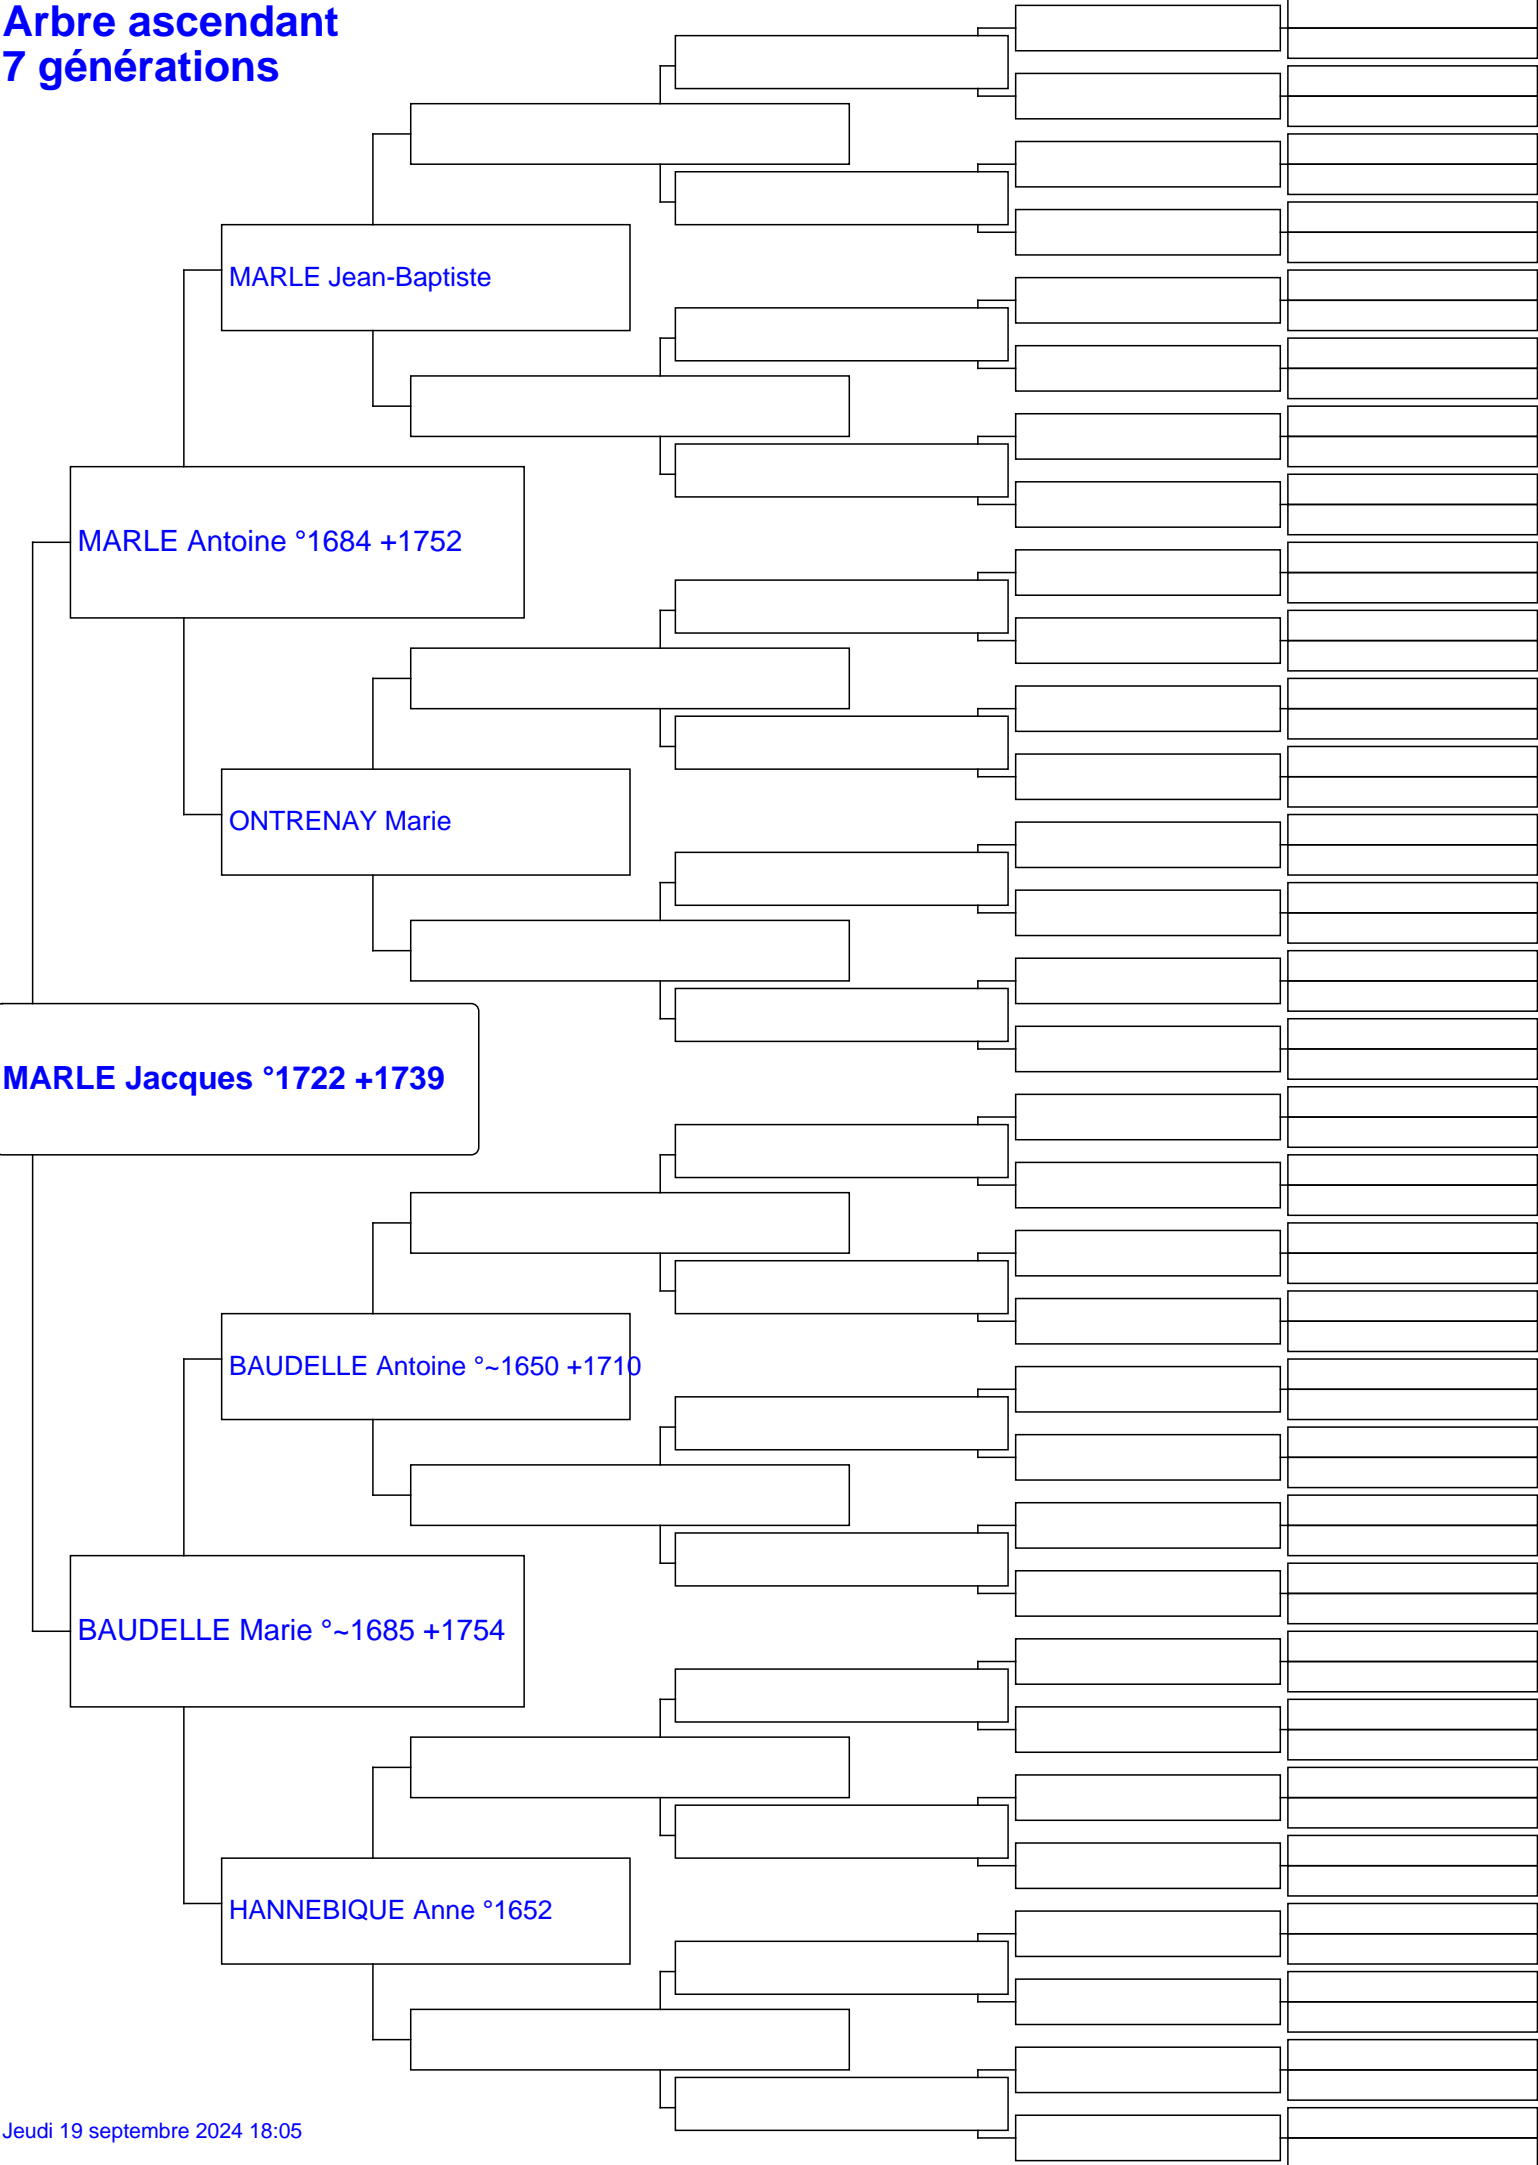 Arbre ascendant
7 générations
MARLE Jean-Baptiste
MARLE Antoine °1684 +1752
ONTRENAY Marie
MARLE Jacques °1722 +1739
BAUDELLE Antoine °~1650 +1710
BAUDELLE Marie °~1685 +1754
HANNEBIQUE Anne °1652
Jeudi 19 septembre 2024 18:05